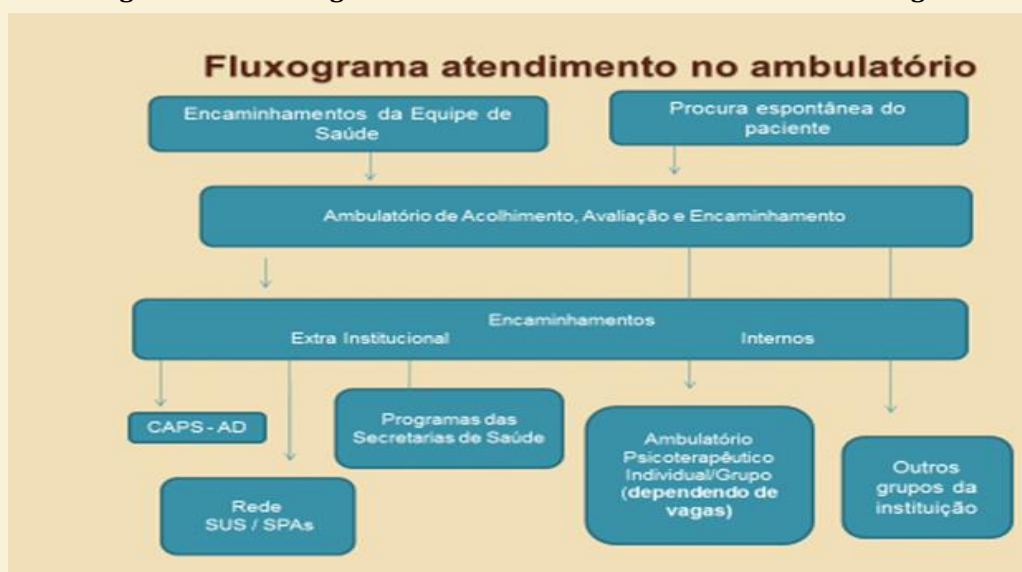 Fluxograma atendimento no ambulatório
Encaminhamentos da Equipe de
Saúde
Procura espontânea do
paciente
Ambulatório de Acolhimento, Avaliação e Encaminhamento
Encaminhamentos
Extra Institucional
Internos
CAPS - AD
Programas das
Secretarias de Saúde
Rede
SUS / SPAs
Ambulatório
Psicoterapêutico
Individual/Grupo
(dependendo de
vagas)
Outros
grupos da
instituição